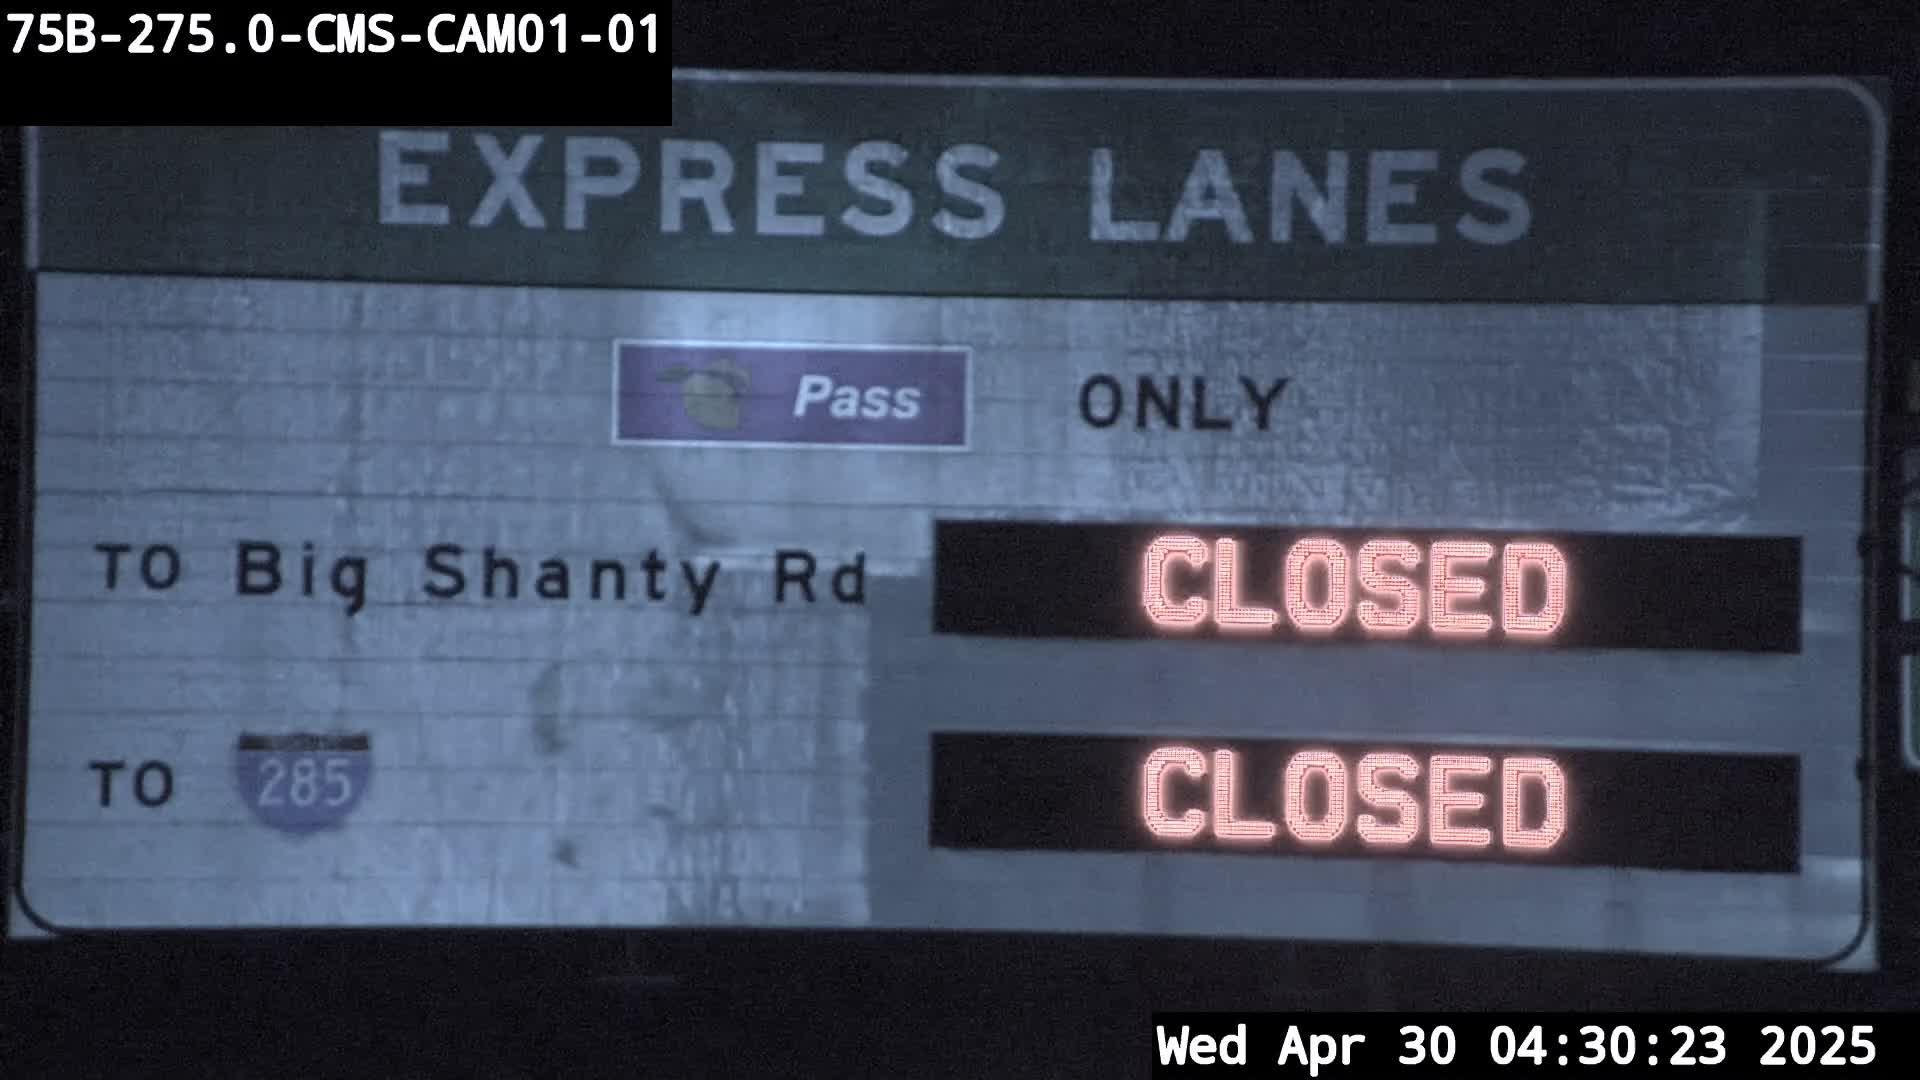 75B-275.0-CMS-CAM01-01
EXPRESS LANES
Pass ONLY
TO Big Shanty Rd CLOSED
TO 285 CLOSED
Wed Apr 30 04:30:23 2025